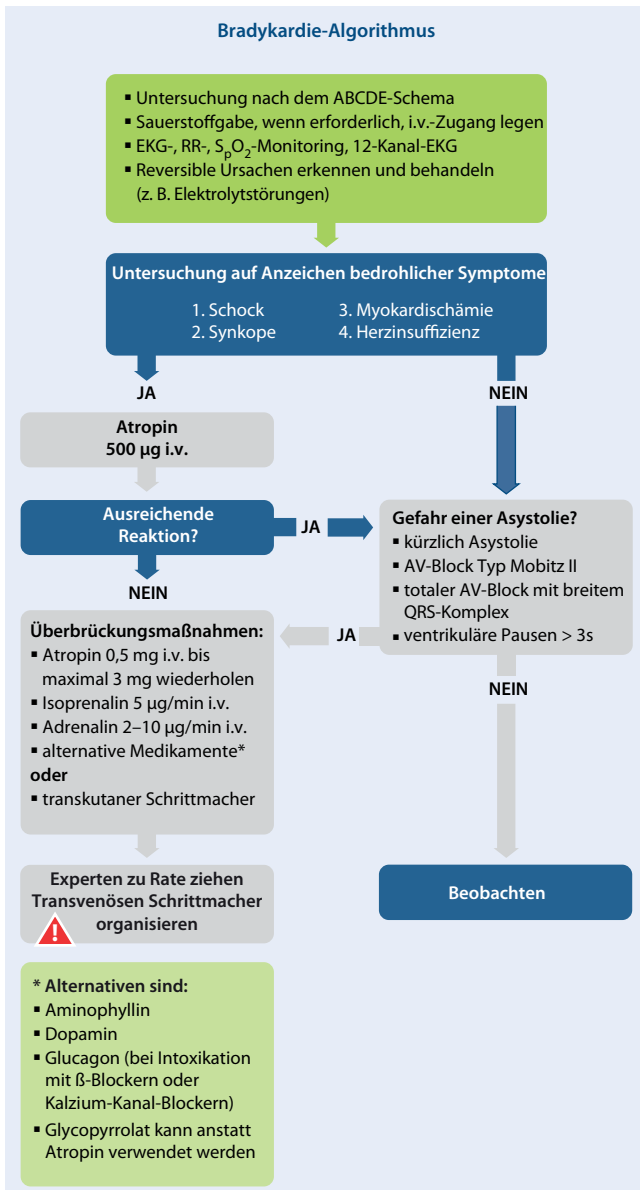 Bradykardie-Algorithmus
▪ Untersuchung nach dem ABCDE-Schema
▪ Sauerstoffgabe, wenn erforderlich, i.v.-Zugang legen
▪ EKG-, RR-, SpO2-Monitoring, 12-Kanal-EKG
▪ Reversible Ursachen erkennen und behandeln
(z. B. Elektrolytstörungen)
Untersuchung auf Anzeichen bedrohlicher Symptome
1. Schock
2. Synkope
3. Myokardischämie
4. Herzinsuffizienz
JA
NEIN
Atropin
500 µg i.v.
Ausreichende
Reaktion?
JA
Gefahr einer Asystolie?
▪ kürzlich Asystolie
▪ AV-Block Typ Mobitz II
▪ totaler AV-Block mit breitem
QRS-Komplex
▪ ventrikuläre Pausen > 3s
NEIN
JA
Überbrückungsmaßnahmen:
▪ Atropin 0,5 mg i.v. bis
maximal 3 mg wiederholen
▪ Isoprenalin 5 µg/min i.v.
▪ Adrenalin 2–10 µg/min i.v.
▪ alternative Medikamente*
oder
▪ transkutaner Schrittmacher
NEIN
Experten zu Rate ziehen
Transvenösen Schrittmacher
organisieren
!
Beobachten
* Alternativen sind:
▪ Aminophyllin
▪ Dopamin
▪ Glucagon (bei Intoxikation
mit ß-Blockern oder
Kalzium-Kanal-Blockern)
▪ Glycopyrrolat kann anstatt
Atropin verwendet werden